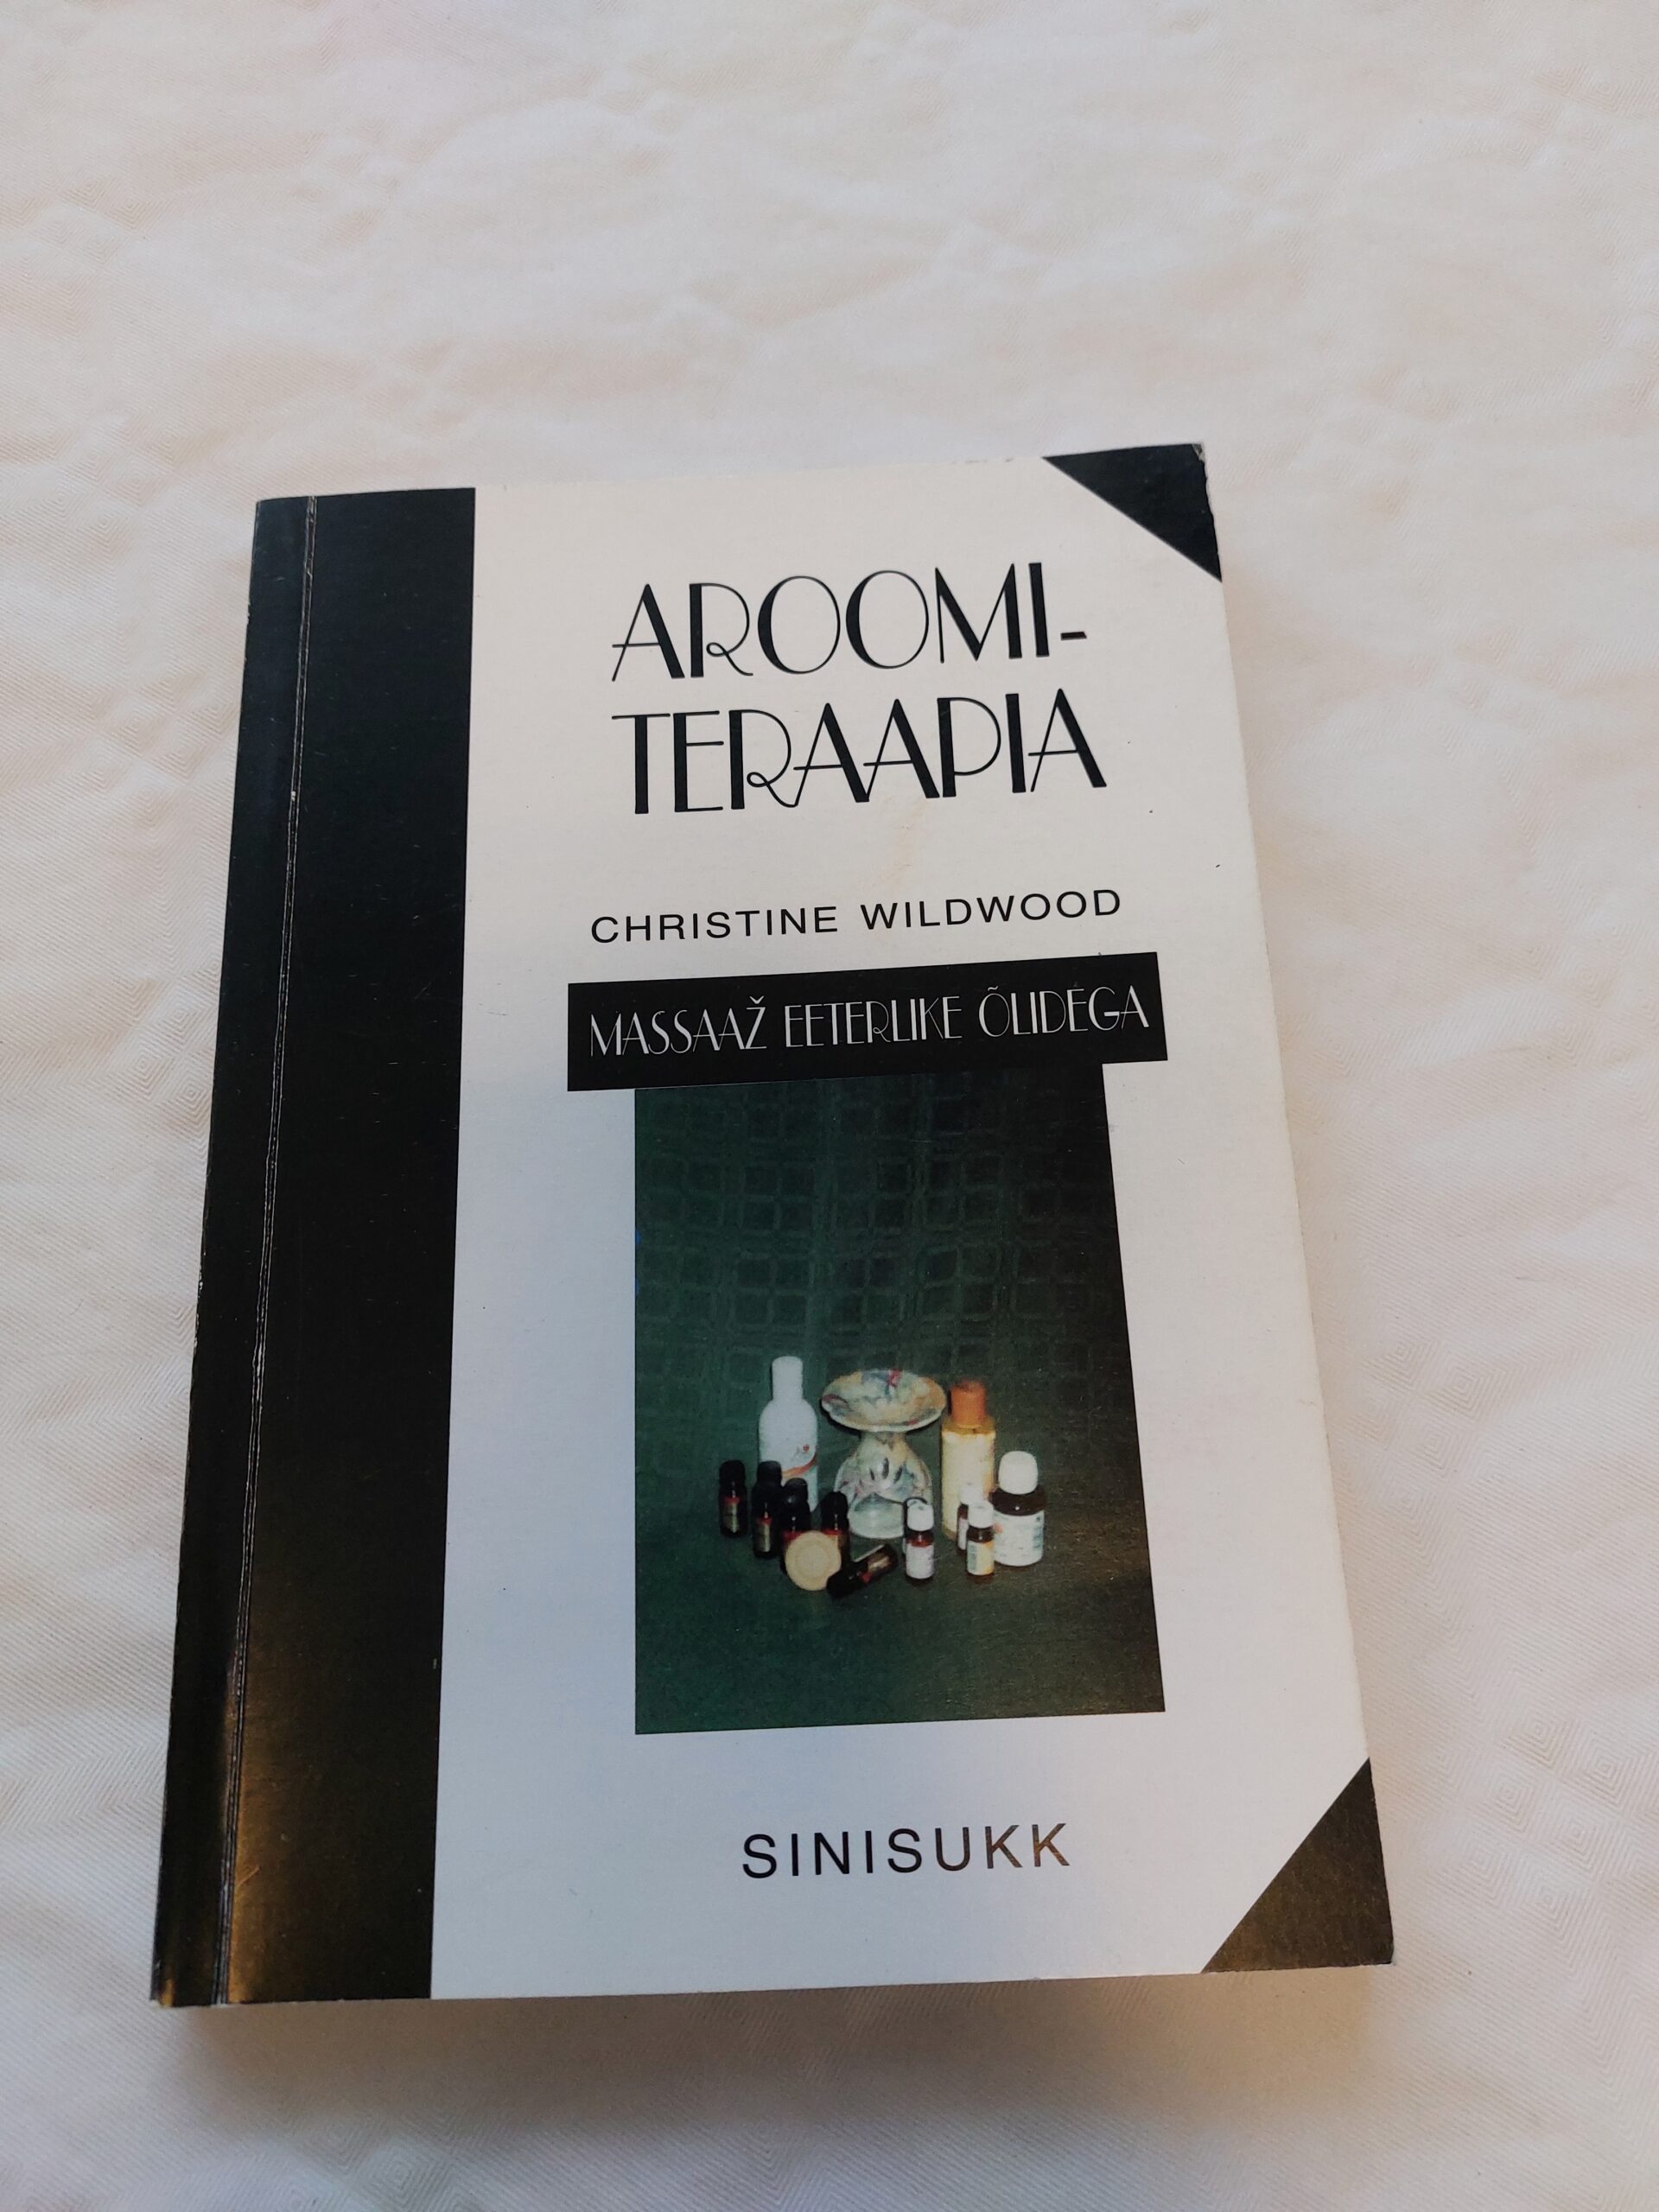 AROOMI-
TERAAPIA
CHRISTINE WILDWOOD
MASSAAŽ EETERLIKE ÕLIDEGA
SINISUKK